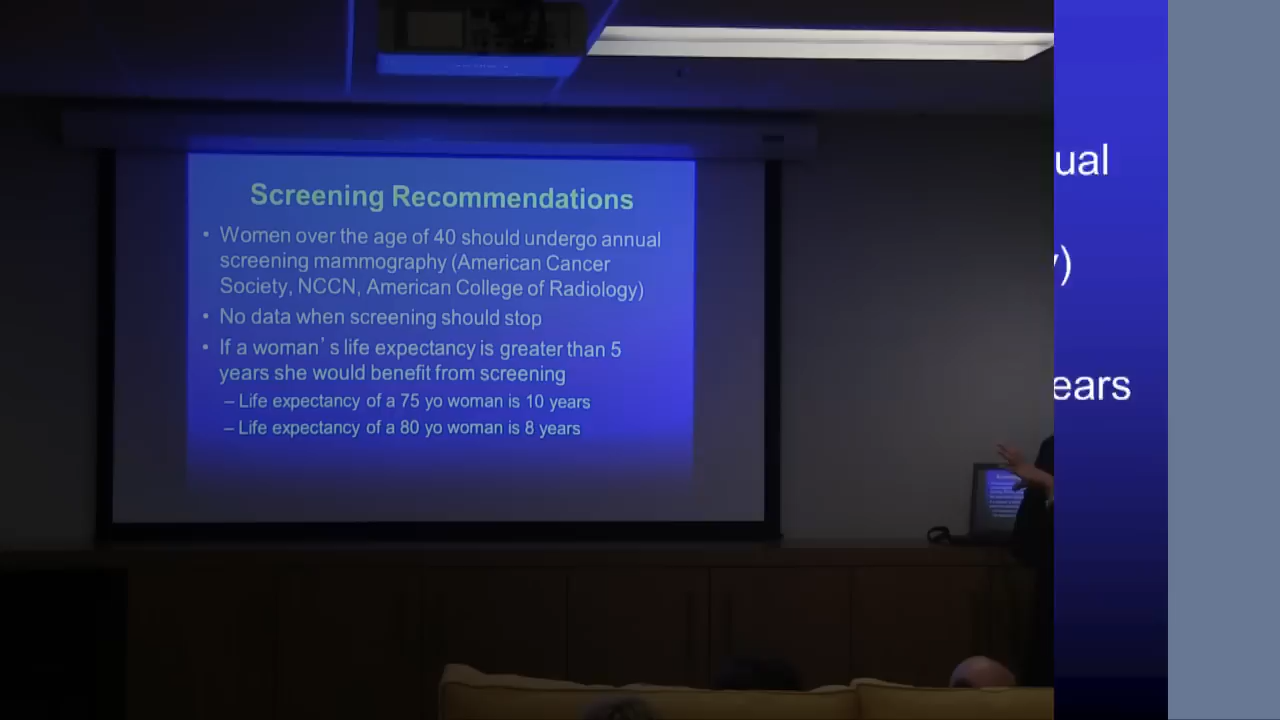 Screening Recommendations
• Women over the age of 40 should undergo annual
screening mammography (American Cancer
Society, NCCN, American College of Radiology)
• No data when screening should stop
• If a woman's life expectancy is greater than 5
years she would benefit from screening
– Life expectancy of a 75 yo woman is 10 years
– Life expectancy of a 80 yo woman is 8 years
ual
)
ears